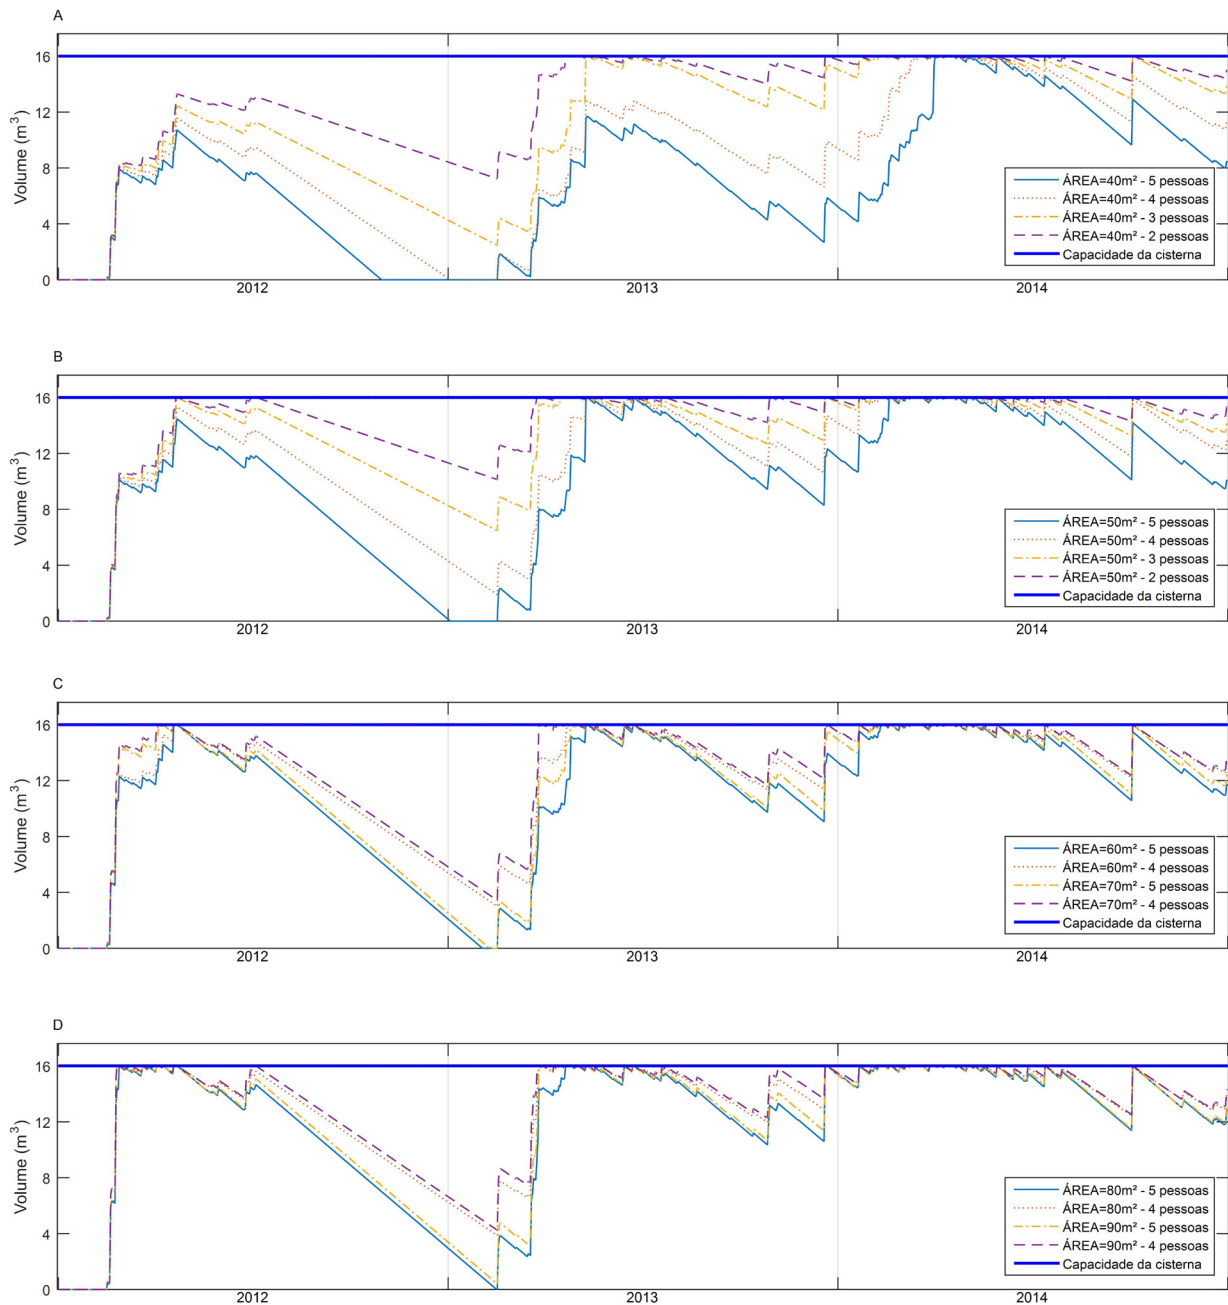 A
Volume (m³)
16
12
8
4
0
2012
2013
2014
ÁREA=40m² - 5 pessoas
ÁREA=40m² - 4 pessoas
ÁREA=40m² - 3 pessoas
ÁREA=40m² - 2 pessoas
Capacidade da cisterna
B
Volume (m³)
16
12
8
4
0
2012
2013
2014
ÁREA=50m² - 5 pessoas
ÁREA=50m² - 4 pessoas
ÁREA=50m² - 3 pessoas
ÁREA=50m² - 2 pessoas
Capacidade da cisterna
C
Volume (m³)
16
12
8
4
0
2012
2013
2014
ÁREA=60m² - 5 pessoas
ÁREA=60m² - 4 pessoas
ÁREA=70m² - 5 pessoas
ÁREA=70m² - 4 pessoas
Capacidade da cisterna
D
Volume (m³)
16
12
8
4
0
2012
2013
2014
ÁREA=80m² - 5 pessoas
ÁREA=80m² - 4 pessoas
ÁREA=90m² - 5 pessoas
ÁREA=90m² - 4 pessoas
Capacidade da cisterna